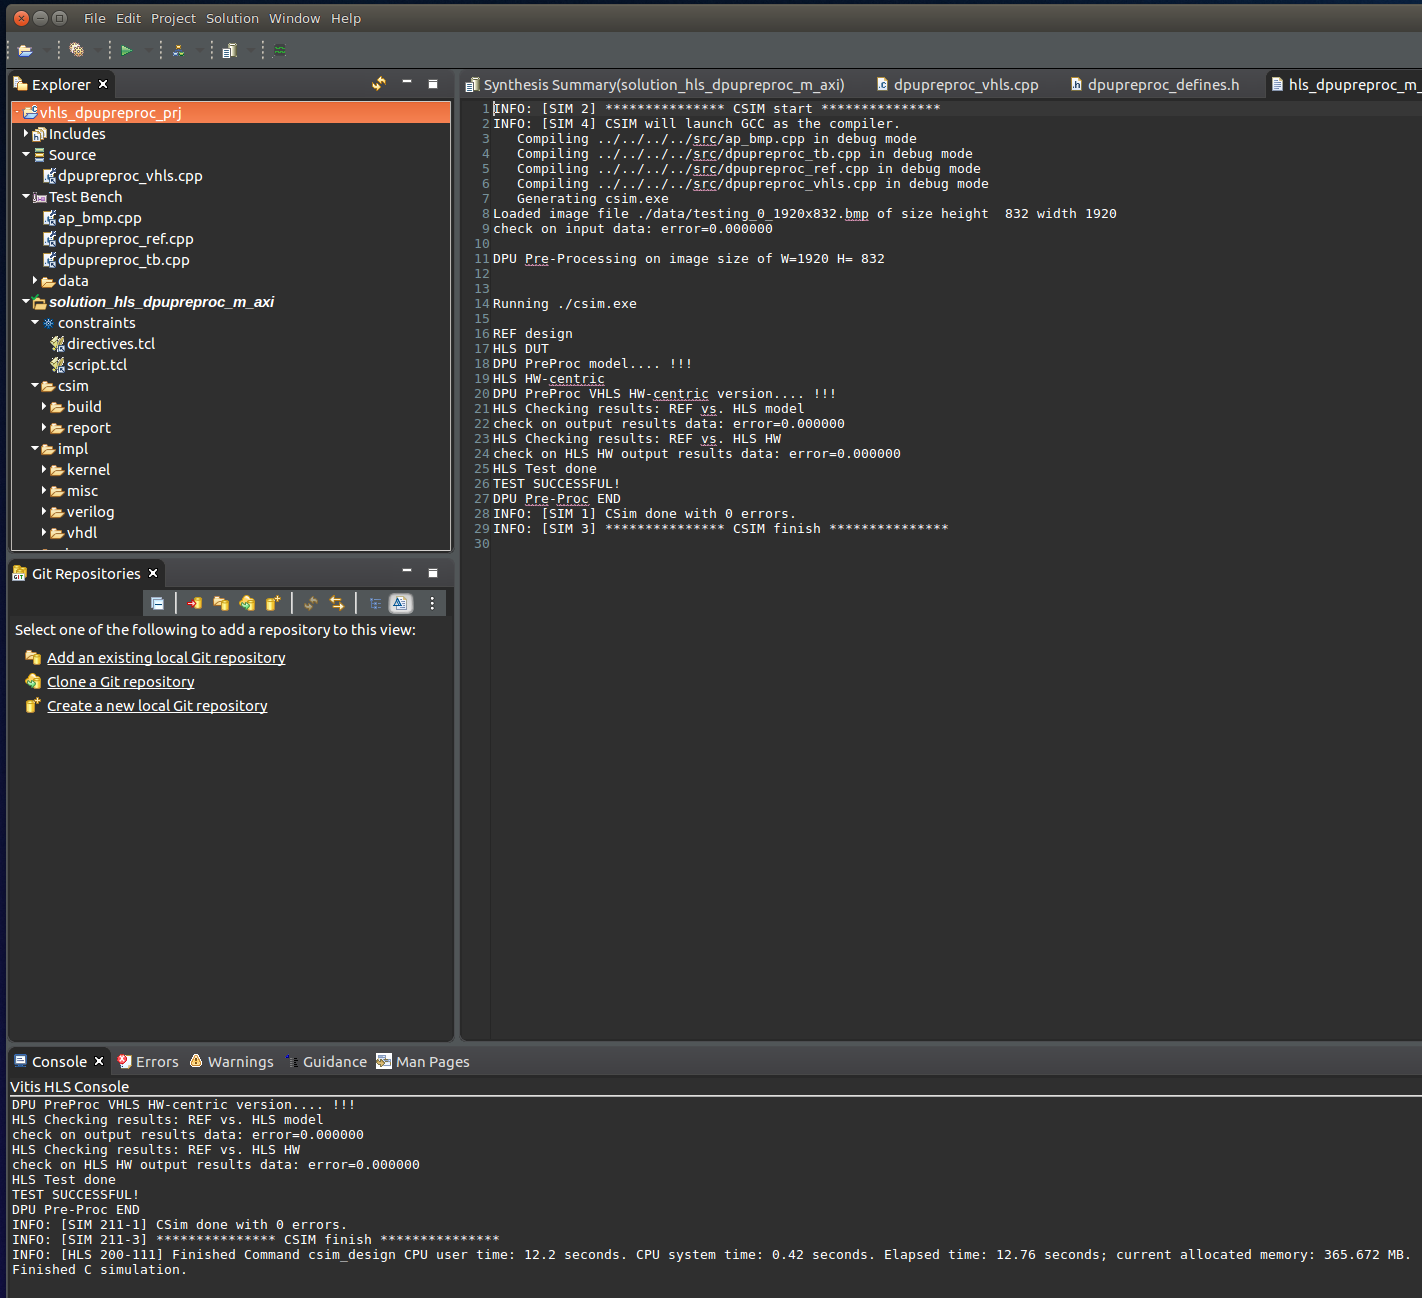 File Edit Project Solution Window Help
Explorer
vhls_dpupreproc_prj
Includes
Source
dpupreproc_vhls.cpp
Test Bench
ap_bmp.cpp
dpupreproc_ref.cpp
dpupreproc_tb.cpp
data
solution_hls_dpupreproc_m_axi
constraints
directives.tcl
script.tcl
csim
build
report
impl
kernel
misc
verilog
vhdl
Git Repositories
Select one of the following to add a repository to this view:
Add an existing local Git repository
Clone a Git repository
Create a new local Git repository
Synthesis Summary(solution_hls_dpupreproc_m_axi) dpupreproc_vhls.cpp dpupreproc_defines.h hls_dpupreproc_m_
1 INFO: [SIM 2] *************** CSIM start ***************
2 INFO: [SIM 4] CSIM will launch GCC as the compiler.
3 Compiling ../../../../src/ap_bmp.cpp in debug mode
4 Compiling ../../../../src/dpupreproc_tb.cpp in debug mode
5 Compiling ../../../../src/dpupreproc_ref.cpp in debug mode
6 Compiling ../../../../src/dpupreproc_vhls.cpp in debug mode
7 Generating csim.exe
8 Loaded image file ./data/testing_0_1920x832.bmp of size height  832 width 1920
9 check on input data: error=0.000000
10
11 DPU Pre-Processing on image size of W=1920 H= 832
12
13
14 Running ./csim.exe
15
16 REF design
17 HLS DUT
18 DPU PreProc model.... !!!
19 HLS HW-centric
20 DPU PreProc VHLS HW-centric version.... !!!
21 HLS Checking results: REF vs. HLS model
22 check on output results data: error=0.000000
23 HLS Checking results: REF vs. HLS HW
24 check on HLS HW output results data: error=0.000000
25 HLS Test done
26 TEST SUCCESSFUL!
27 DPU Pre-Proc END
28 INFO: [SIM 1] CSim done with 0 errors.
29 INFO: [SIM 3] *************** CSIM finish ***************
30
Console Errors Warnings Guidance Man Pages
Vitis HLS Console
DPU PreProc VHLS HW-centric version.... !!!
HLS Checking results: REF vs. HLS model
check on output results data: error=0.000000
HLS Checking results: REF vs. HLS HW
check on HLS HW output results data: error=0.000000
HLS Test done
TEST SUCCESSFUL!
DPU Pre-Proc END
INFO: [SIM 211-1] CSim done with 0 errors.
INFO: [SIM 211-3] *************** CSIM finish ***************
INFO: [HLS 200-111] Finished Command csim_design CPU user time: 12.2 seconds. CPU system time: 0.42 seconds. Elapsed time: 12.76 seconds; current allocated memory: 365.672 MB.
Finished C simulation.